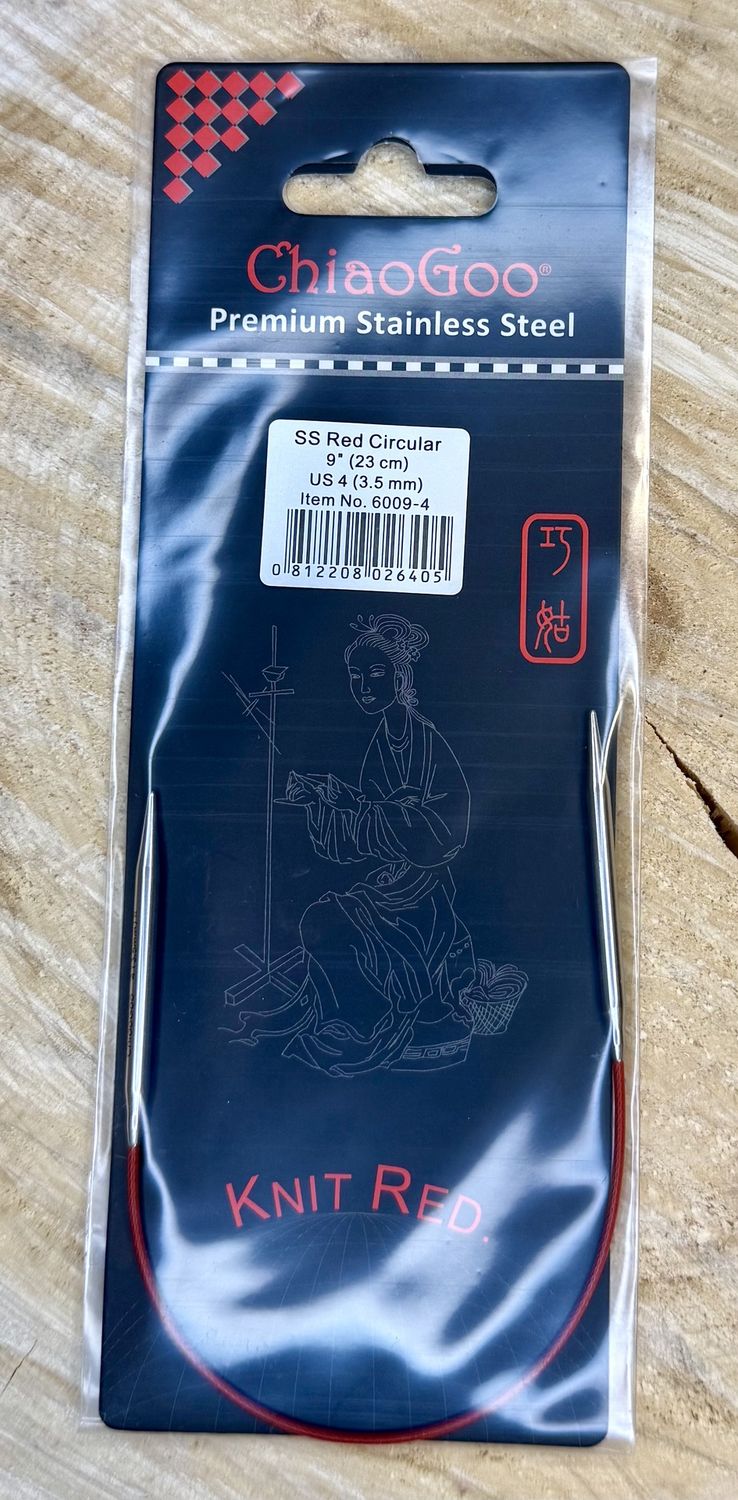 ChiaoGoo®
Premium Stainless Steel
SS Red Circular
9" (23 cm)
US 4 (3.5 mm)
Item No. 6009-4
0 812208 026405
巧
姑
KNIT RED.